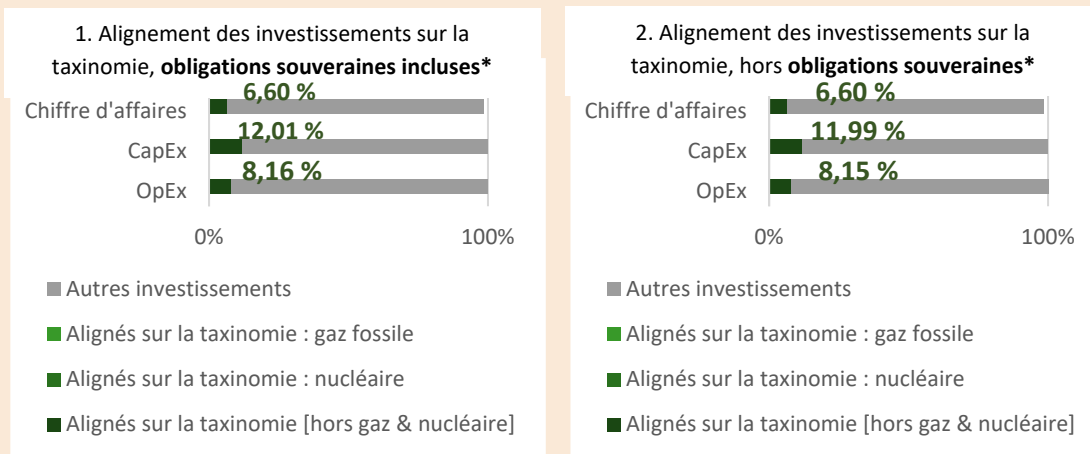 1. Alignement des investissements sur la
taxinomie, obligations souveraines incluses*
6,60 %
Chiffre d'affaires
12,01 %
CapEx
8,16 %
OpEx
0%
100%
Autres investissements
Alignés sur la taxinomie : gaz fossile
Alignés sur la taxinomie : nucléaire
Alignés sur la taxinomie [hors gaz & nucléaire]
2. Alignement des investissements sur la
taxinomie, hors obligations souveraines*
6,60 %
Chiffre d'affaires
11,99 %
CapEx
8,15 %
OpEx
0%
100%
Autres investissements
Alignés sur la taxinomie : gaz fossile
Alignés sur la taxinomie : nucléaire
Alignés sur la taxinomie [hors gaz & nucléaire]